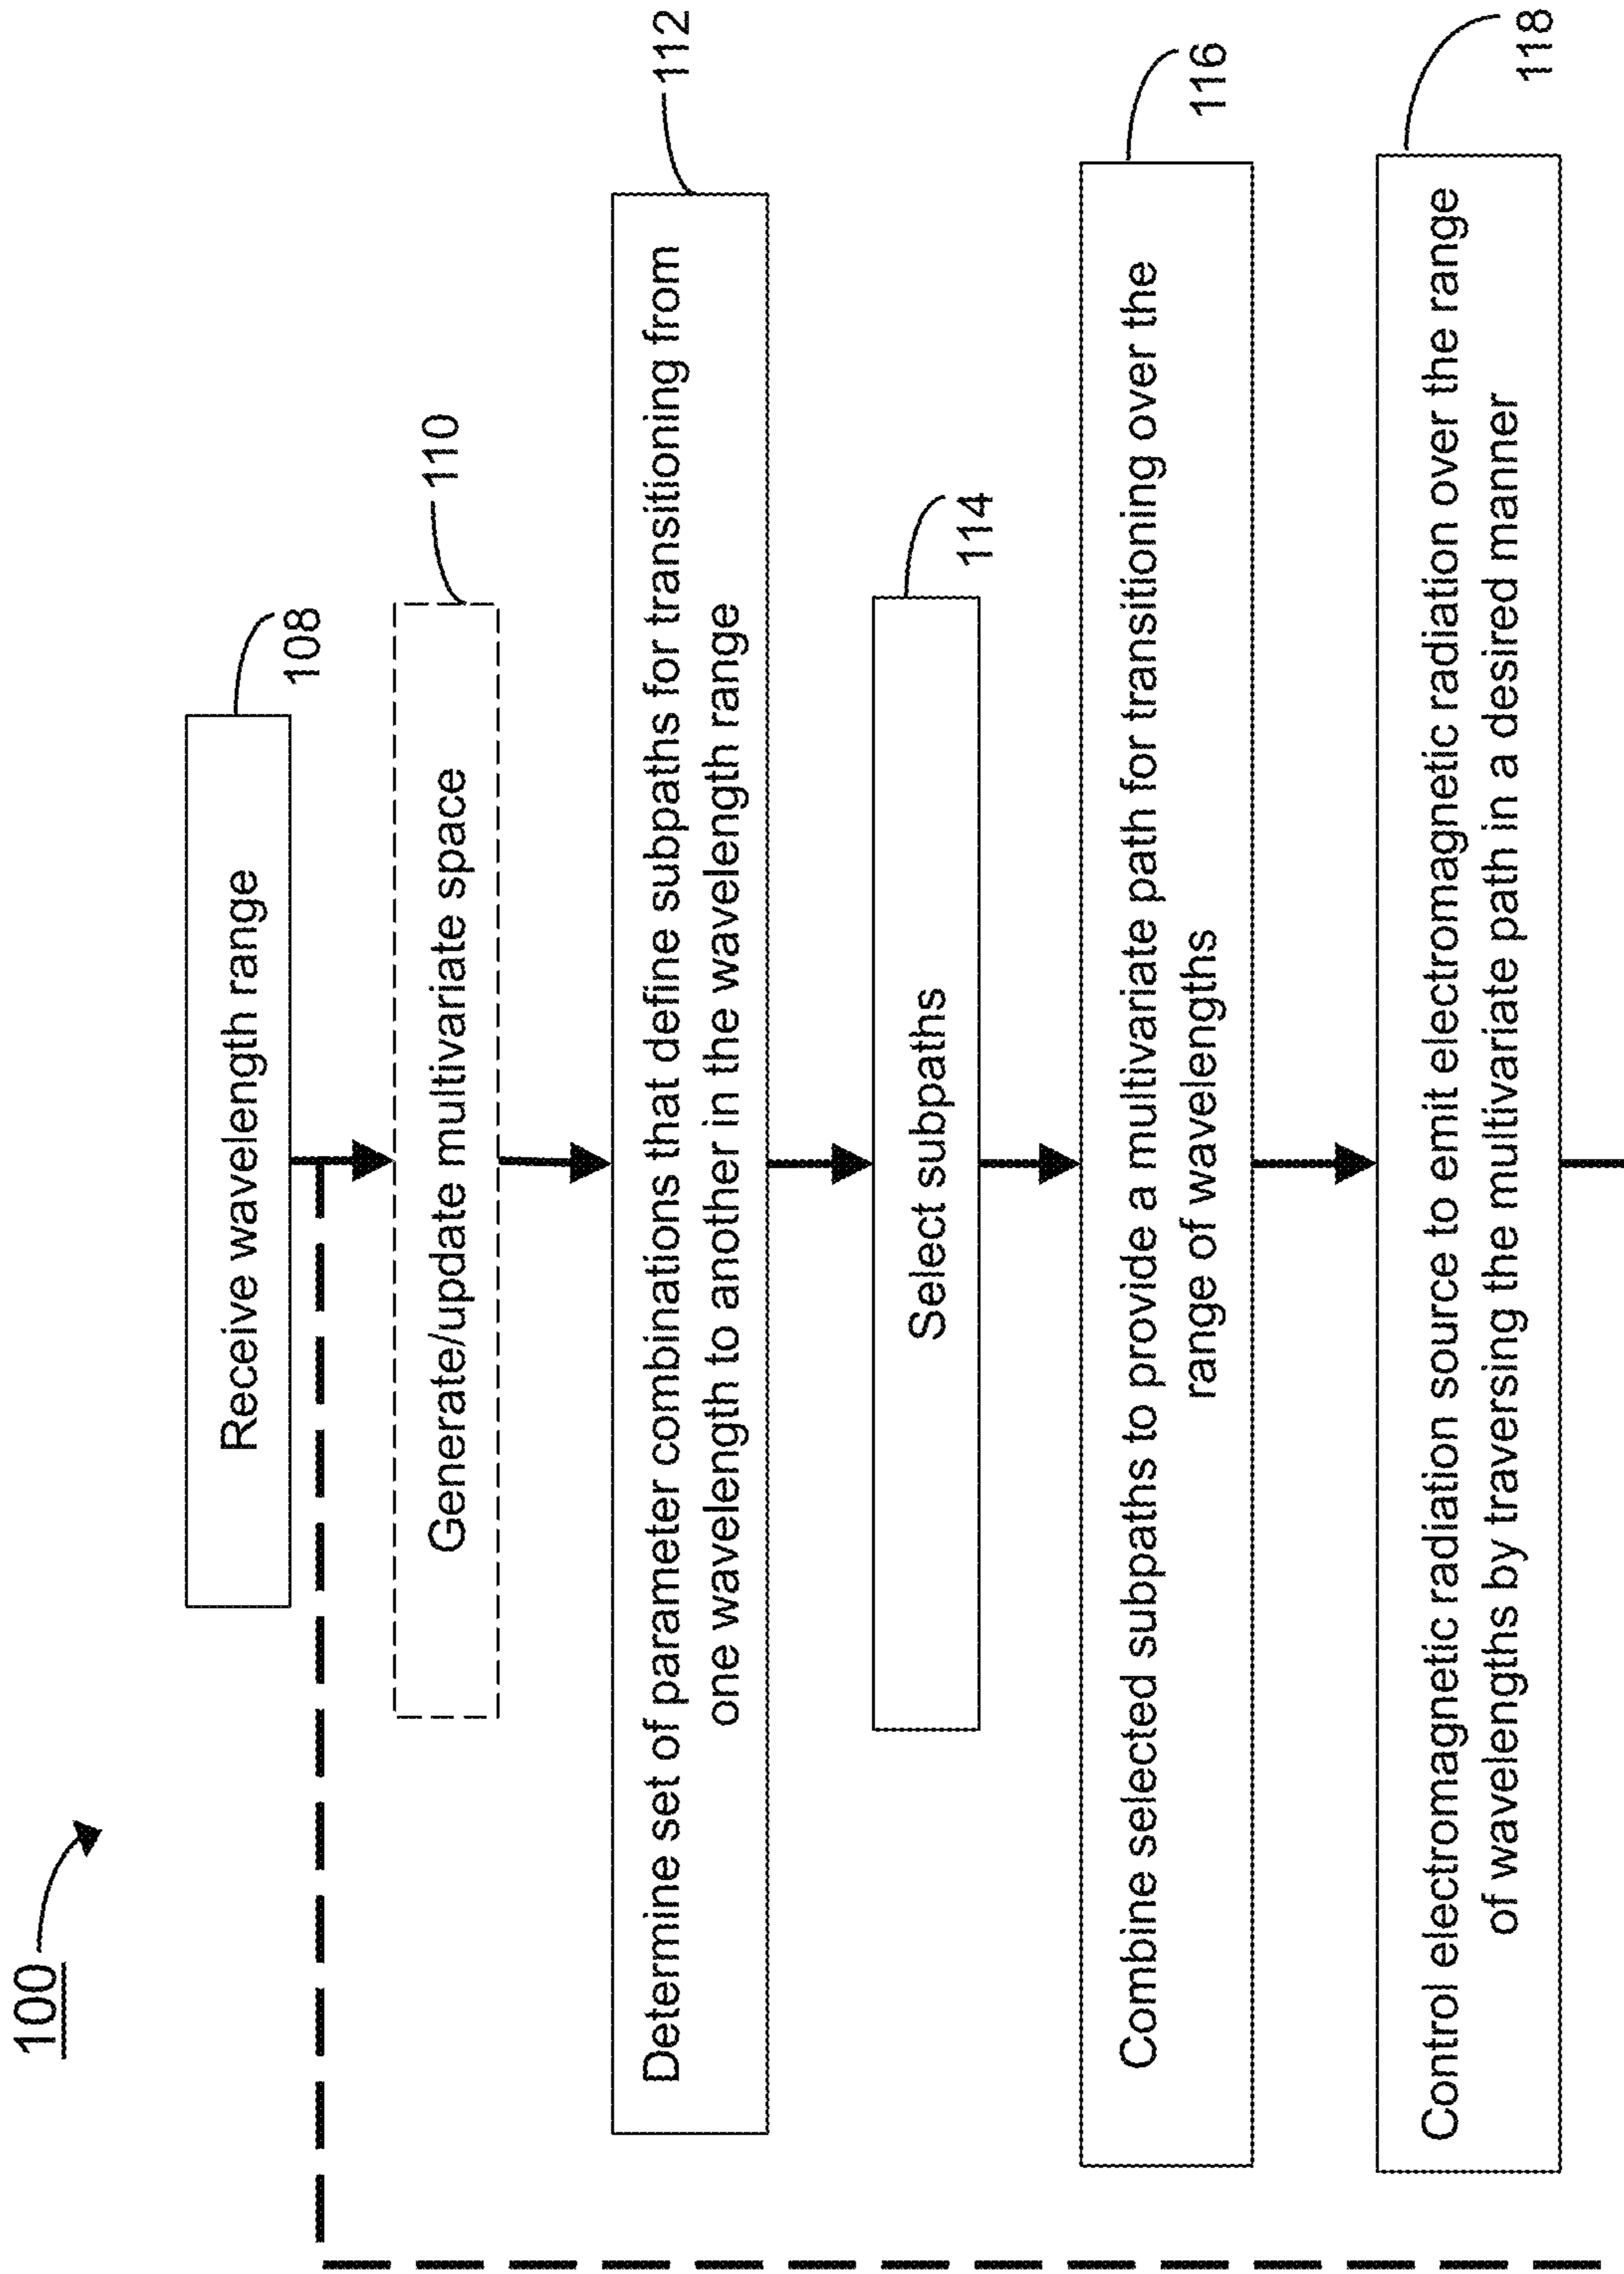 100
Receive wavelength range
108
Generate/update multivariate space
110
Determine set of parameter combinations that define subpaths for transitioning from
one wavelength to another in the wavelength range
112
Select subpaths
114
Combine selected subpaths to provide a multivariate path for transitioning over the
range of wavelengths
116
Control electromagnetic radiation source to emit electromagnetic radiation over the range
of wavelengths by traversing the multivariate path in a desired manner
118